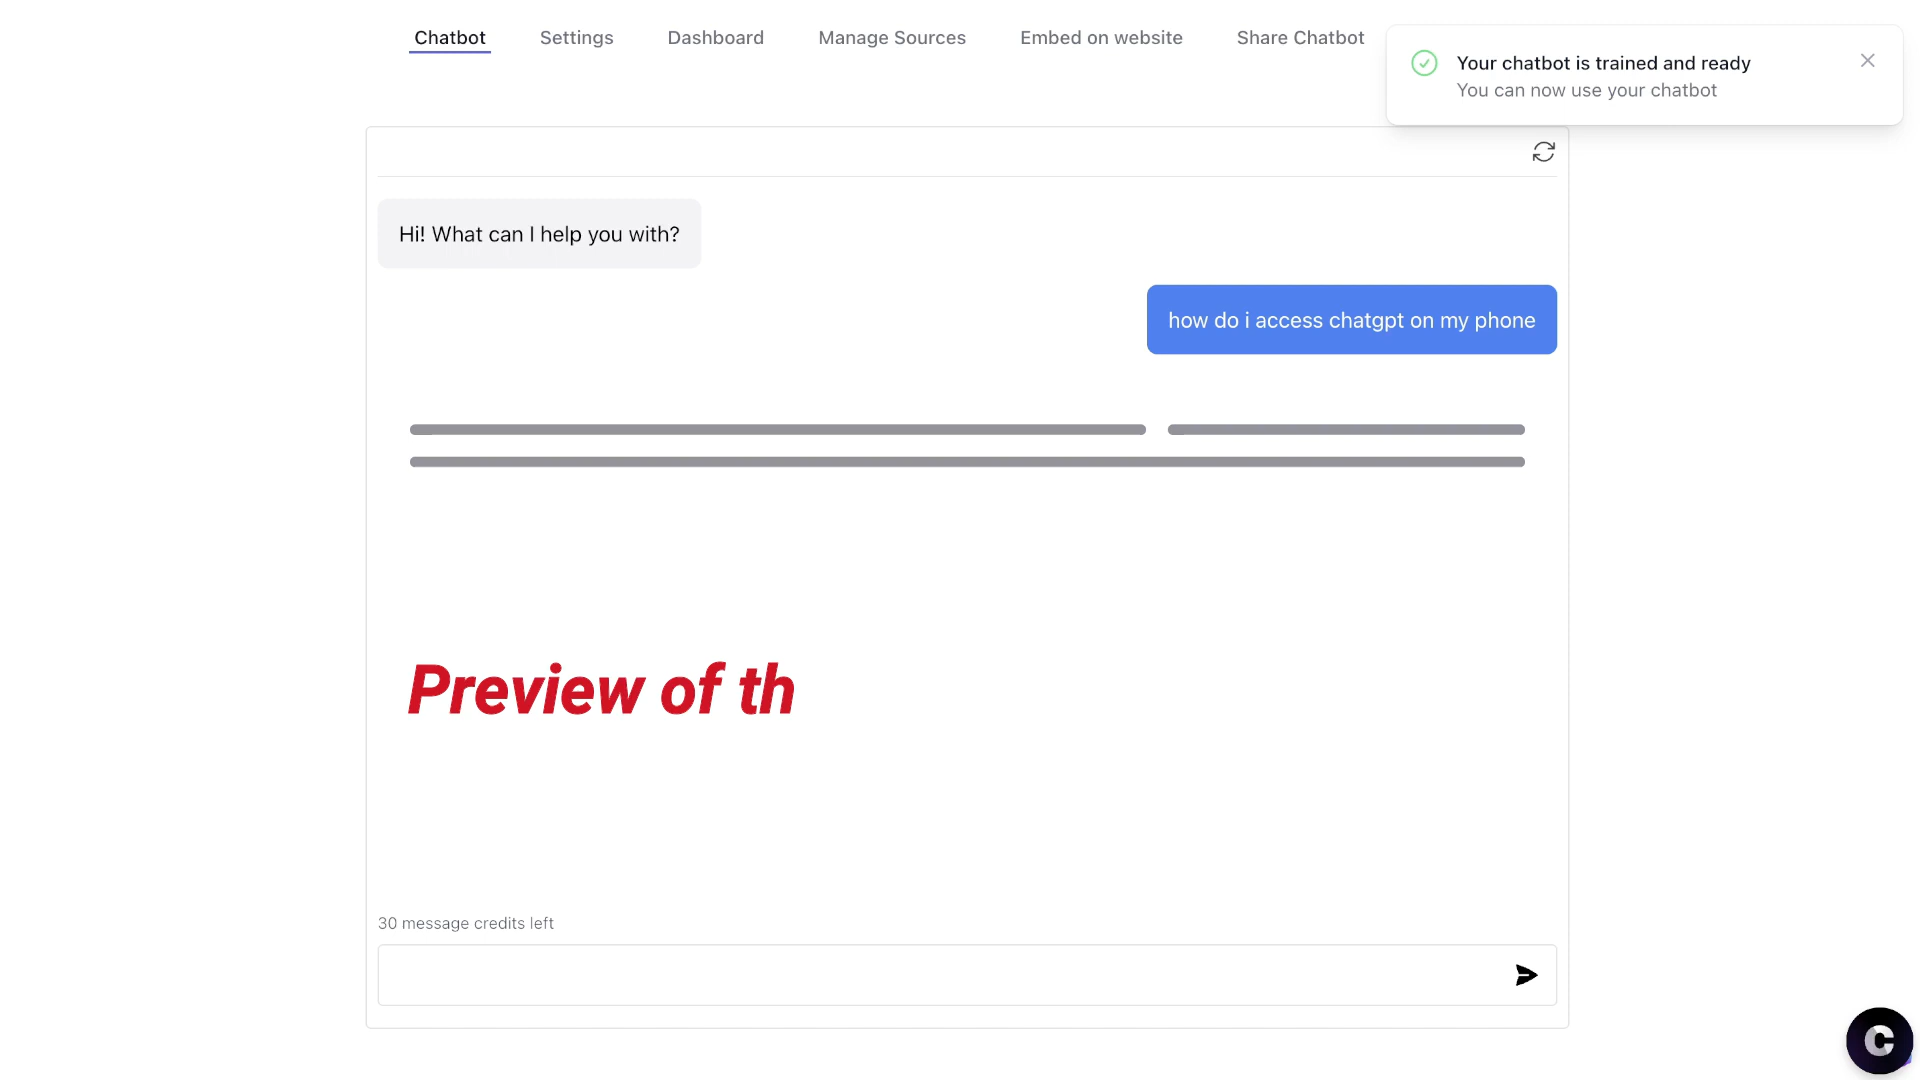 Chatbot Settings Dashboard Manage Sources Embed on website Share Chatbot
Your chatbot is trained and ready
You can now use your chatbot
Hi! What can I help you with?
how do i access chatgpt on my phone
Preview of th
30 message credits left
C